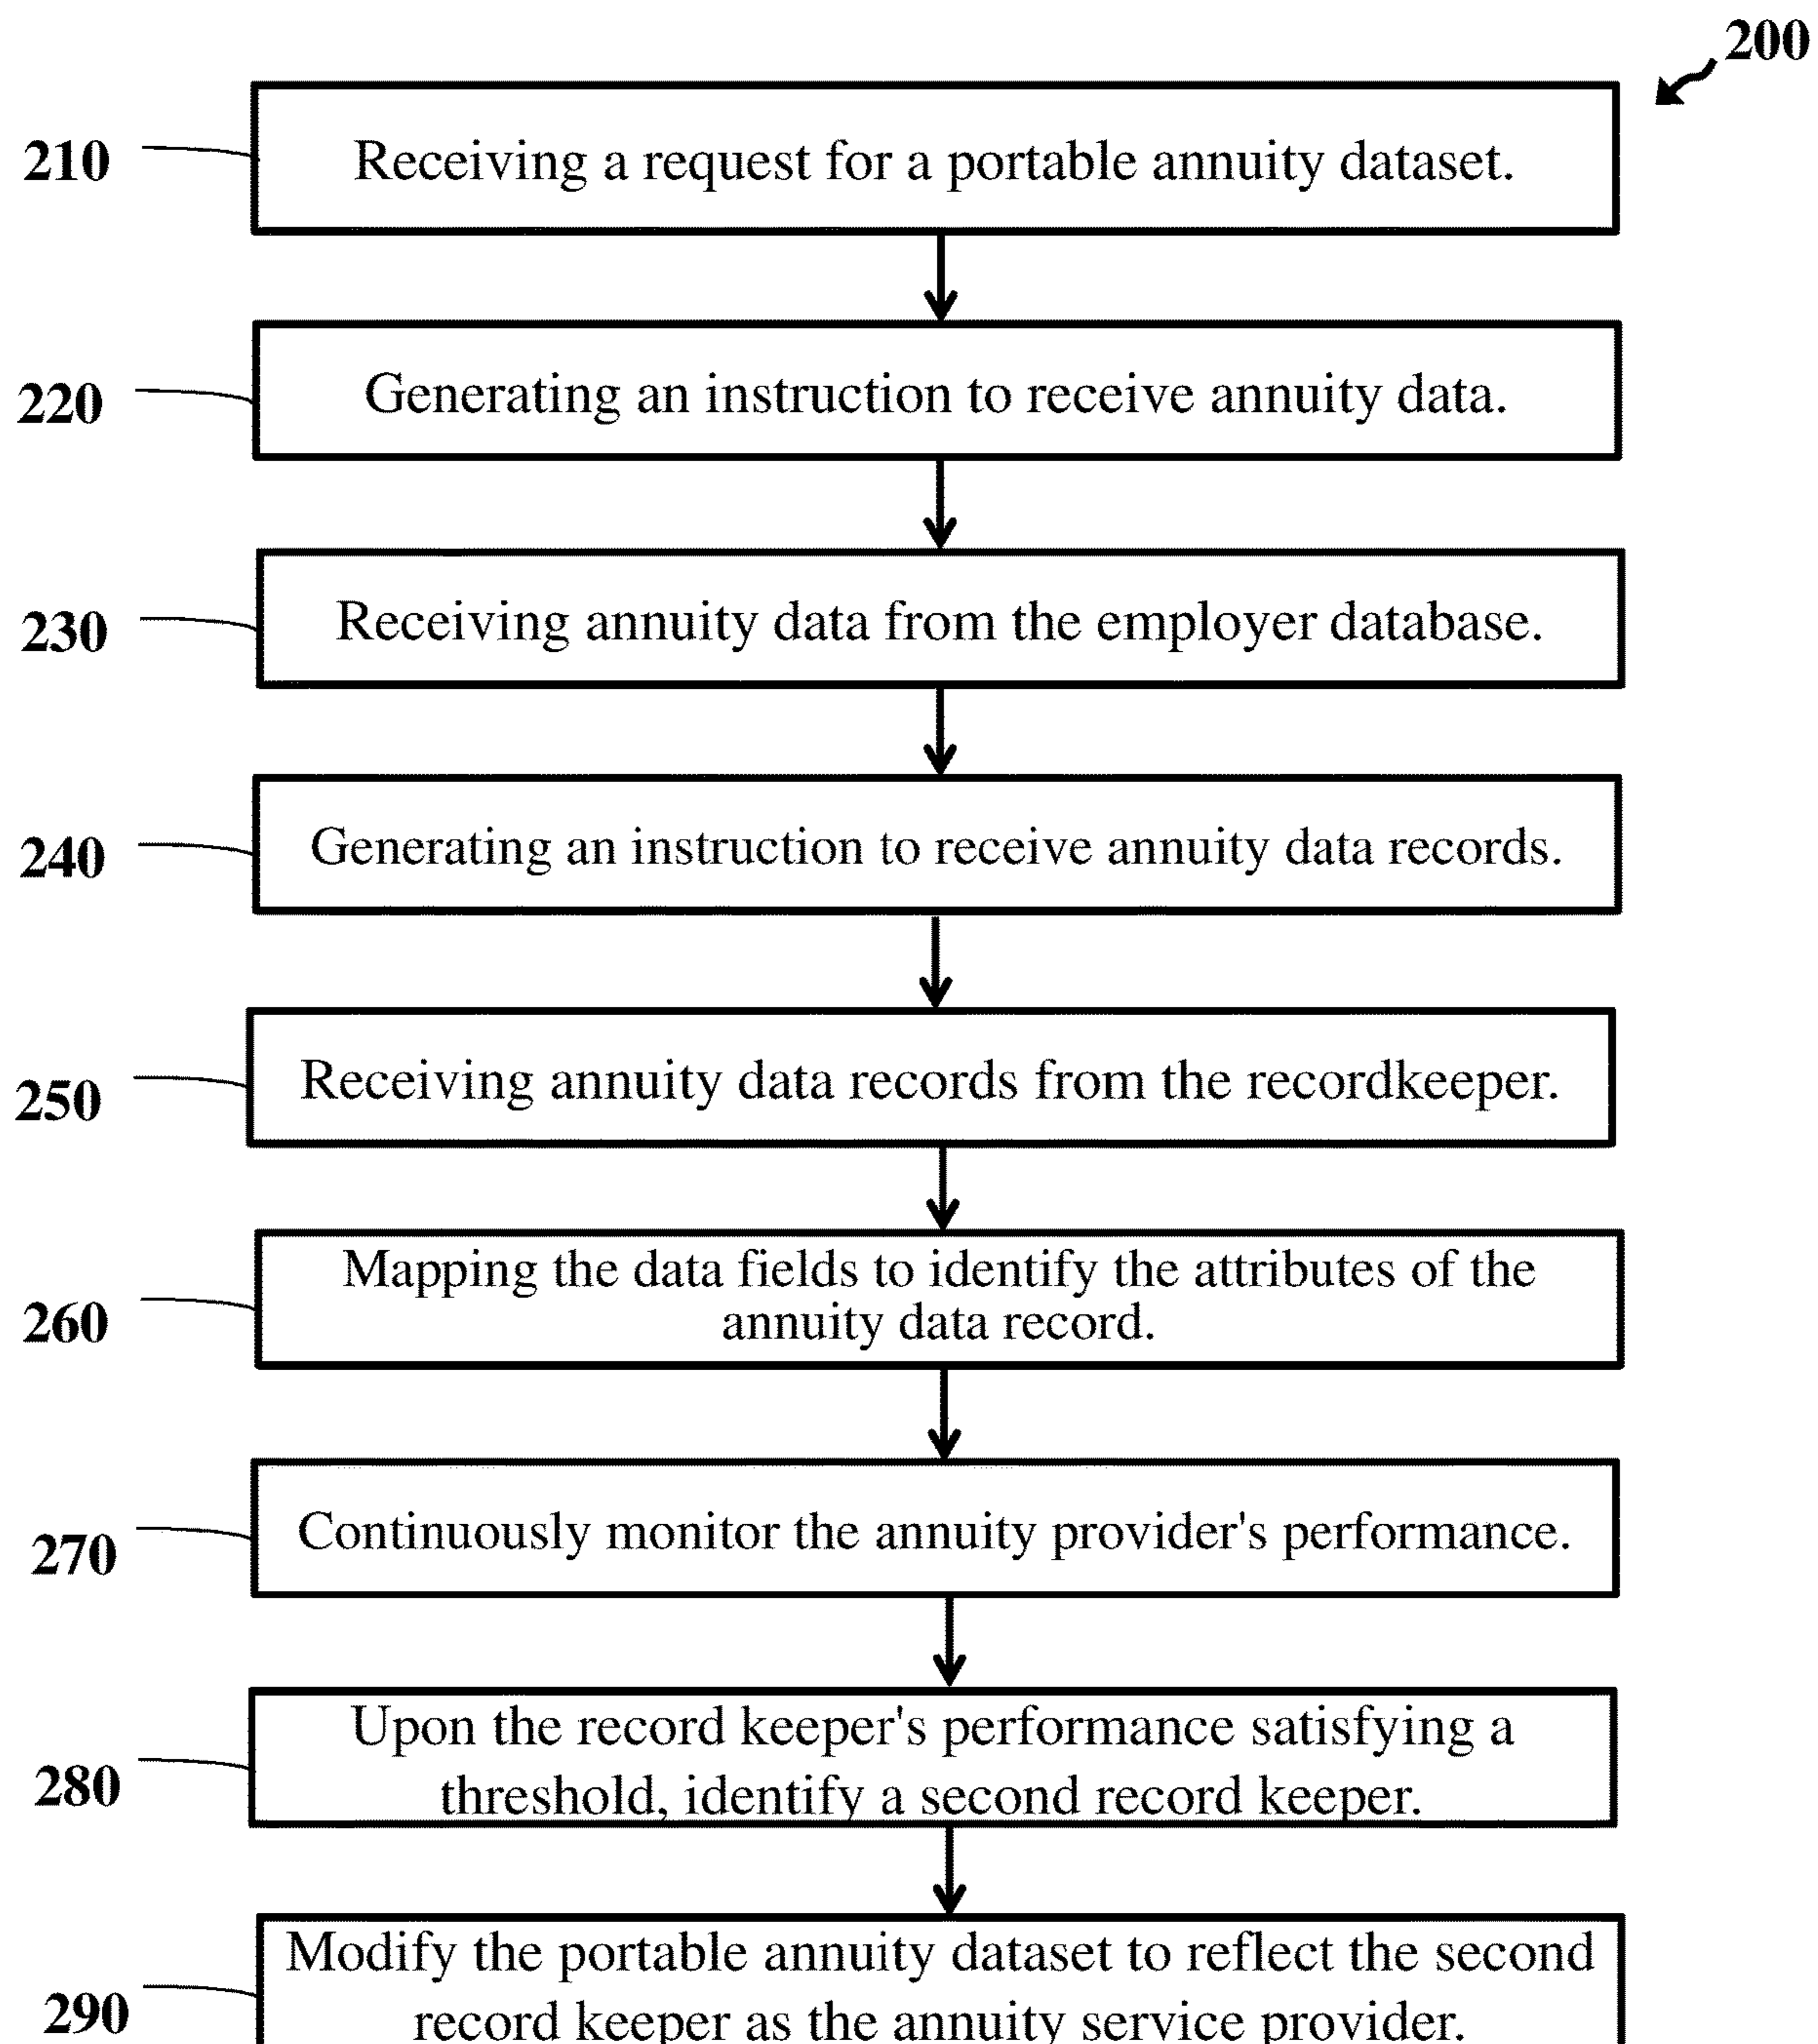 200
210
Receiving a request for a portable annuity dataset.
220
Generating an instruction to receive annuity data.
230
Receiving annuity data from the employer database.
240
Generating an instruction to receive annuity data records.
250
Receiving annuity data records from the recordkeeper.
260
Mapping the data fields to identify the attributes of the
annuity data record.
270
Continuously monitor the annuity provider's performance.
280
Upon the record keeper's performance satisfying a
threshold, identify a second record keeper.
290
Modify the portable annuity dataset to reflect the second
record keeper as the annuity service provider.